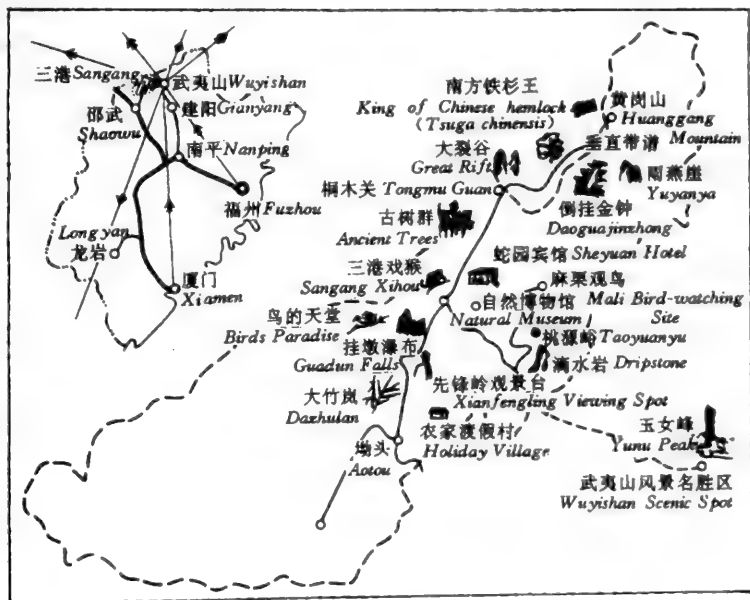 三港 Sangang
武夷山 Wuyishan
建阳 Gianyang
邵武
Shaowu
南平 Nanping
福州 Fuzhou
Longyan
龙岩
厦门
Xiamen
南方铁杉王
King of Chinese hemlock
(Tsuga chinensis)
黄岗山
Huanggang
Mountain
垂直带谱
大裂谷
Great Rift
雨燕崖
Yuyanya
桐木关 Tongmu Guan
倒挂金钟
Daoguajinzhong
古树群
Ancient Trees
蛇园宾馆 Sheyuan Hotel
三港戏猴
Sangang Xihou
麻栗观鸟
Mali Bird-watching
Site
自然博物馆
Natural Museum
鸟的天堂
Birds Paradise
桃源峪 Taoyuanyu
挂墩瀑布
Guadun Falls
滴水岩 Dripstone
大竹岚
Dazhulan
先锋岭观景台
Xianfengling Viewing Spot
农家渡假村
Holiday Village
坳头
Aotou
玉女峰
Yunu Peak
武夷山风景名胜区
Wuyishan Scenic Spot